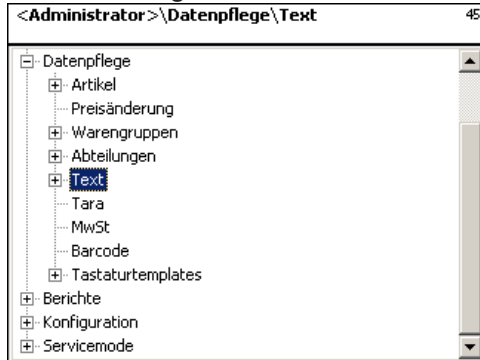 <Administrator>\Datenpflege\Text 45
Datenpflege
Artikel
Preisänderung
Warengruppen
Abteilungen
Text
Tara
MwSt
Barcode
Tastaturtemplates
Berichte
Konfiguration
Servicemode